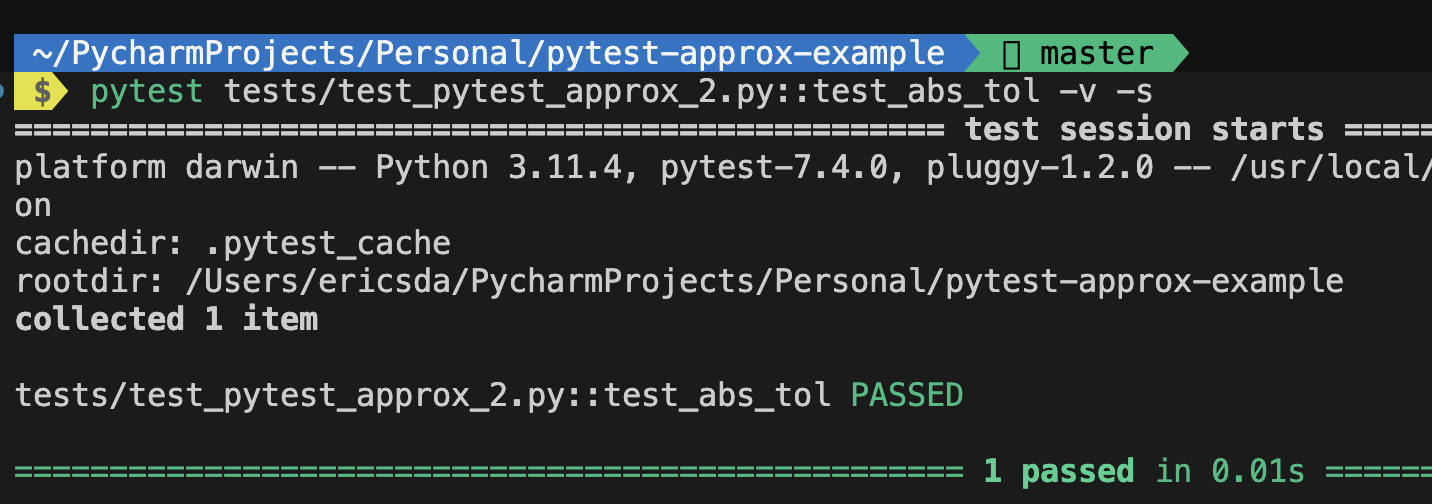 ~/PycharmProjects/Personal/pytest-approx-example master
$ pytest tests/test_pytest_approx_2.py::test_abs_tol -v -s
================================================= test session starts =====
platform darwin -- Python 3.11.4, pytest-7.4.0, pluggy-1.2.0 -- /usr/local/
on
cachedir: .pytest_cache
rootdir: /Users/ericsda/PycharmProjects/Personal/pytest-approx-example
collected 1 item
tests/test_pytest_approx_2.py::test_abs_tol PASSED
================================================== 1 passed in 0.01s ======